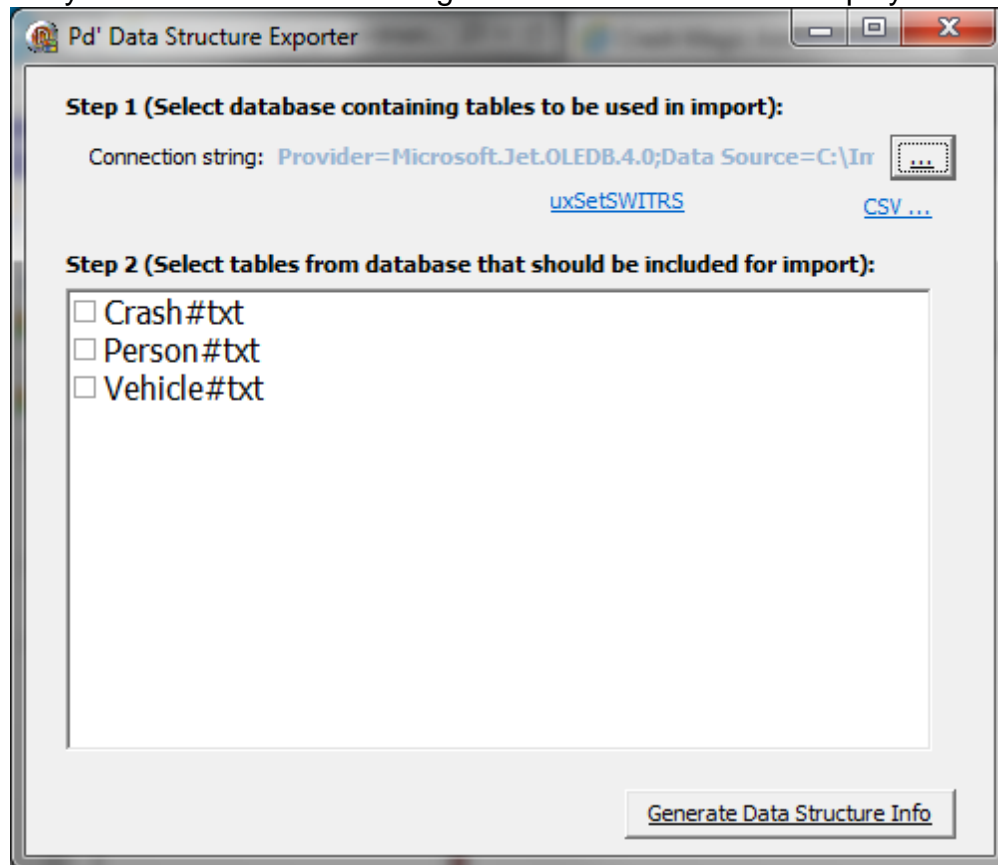 Pd' Data Structure Exporter
Step 1 (Select database containing tables to be used in import):
Connection string: Provider=Microsoft.Jet.OLEDB.4.0;Data Source=C:\Im ...
uxSetSWITRS CSV ...
Step 2 (Select tables from database that should be included for import):
Crash#txt
Person#txt
Vehicle#txt
Generate Data Structure Info